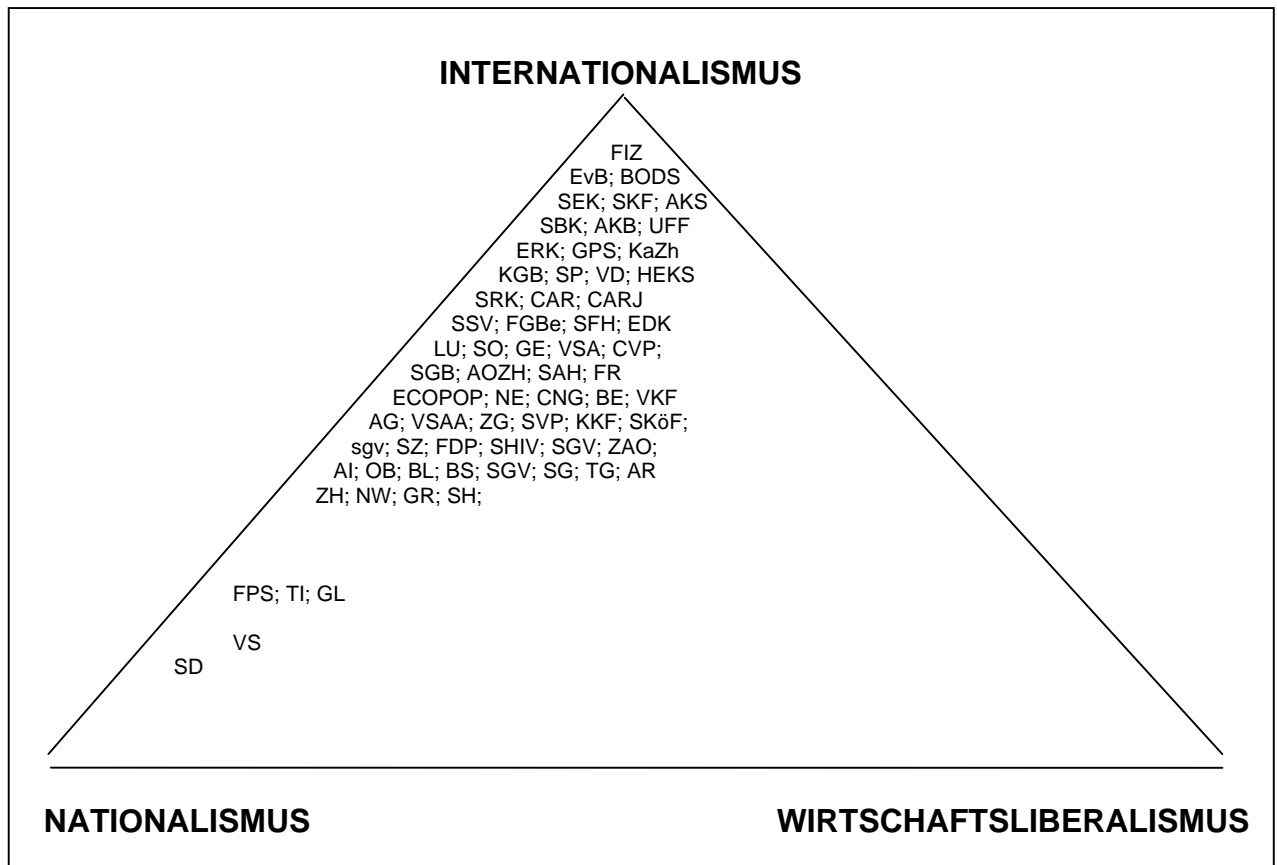 INTERNATIONALISMUS
FIZ
EvB; BODS
SEK; SKF; AKS
SBK; AKB; UFF
ERK; GPS; KaZh
KGB; SP; VD; HEKS
SRK; CAR; CARJ
SSV; FGBe; SFH; EDK
LU; SO; GE; VSA; CVP;
SGB; AOZH; SAH; FR
ECOPOP; NE; CNG; BE; VKF
AG; VSAA; ZG; SVP; KKF; SKöF;
sgv; SZ; FDP; SHIV; SGV; ZAO;
AI; OB; BL; BS; SGV; SG; TG; AR
ZH; NW; GR; SH;
FPS; TI; GL
VS
SD
NATIONALISMUS WIRTSCHAFTSLIBERALISMUS